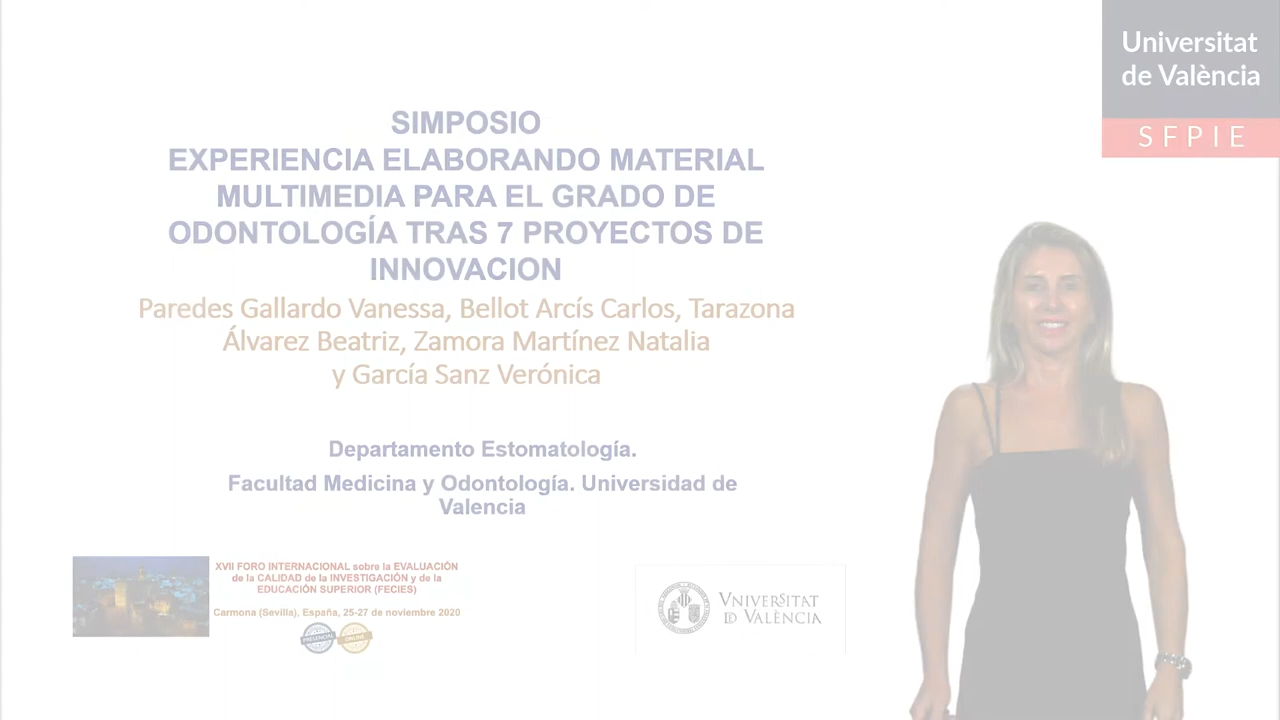 Universitat
de València
SFPIE
SIMPOSIO
EXPERIENCIA ELABORANDO MATERIAL
MULTIMEDIA PARA EL GRADO DE
ODONTOLOGÍA TRAS 7 PROYECTOS DE
INNOVACION
Paredes Gallardo Vanessa, Bellot Arcís Carlos, Tarazona
Álvarez Beatriz, Zamora Martínez Natalia
y García Sanz Verónica
Departamento Estomatología.
Facultad Medicina y Odontología. Universidad de
Valencia
XVII FORO INTERNACIONAL sobre la EVALUACIÓN
de la CALIDAD de la INVESTIGACIÓN y de la
EDUCACIÓN SUPERIOR (FECIES)
Carmona (Sevilla), España, 25-27 de noviembre 2020
PRESENCIAL
ONLINE
VNIVERSITAT
DE VALÈNCIA